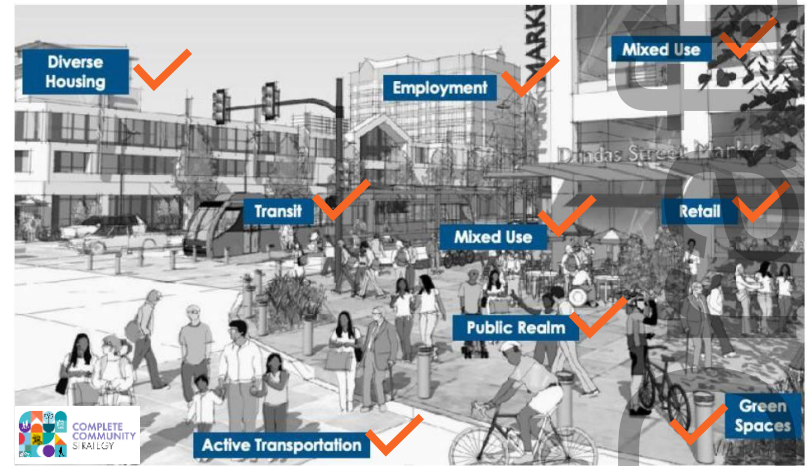 Diverse
Housing
Employment
Mixed Use
Dundas Street Market
Transit
Retail
Mixed Use
Public Realm
Green
Spaces
Active Transportation
COMPLETE
COMMUNITY
STRATEGY